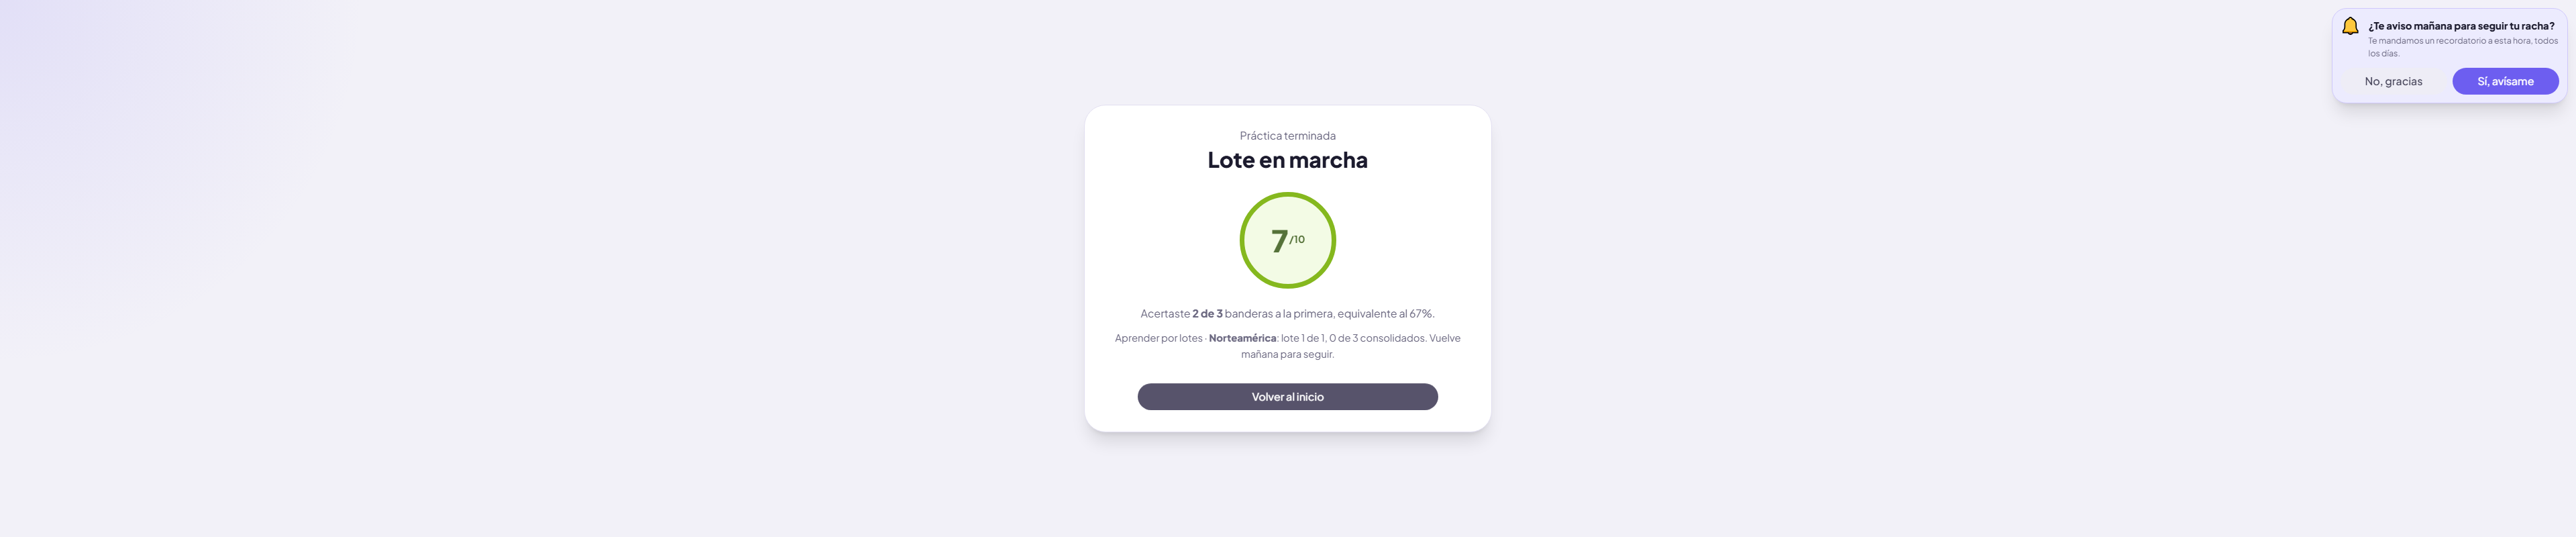 ¿Te aviso mañana para seguir tu racha?
Te mandamos un recordatorio a esta hora, todos
los días.
No, gracias
Sí, avísame
Práctica terminada
Lote en marcha
7/10
Acertaste 2 de 3 banderas a la primera, equivalente al 67%.
Aprender por lotes · Norteamérica: lote 1 de 1, 0 de 3 consolidados. Vuelve
mañana para seguir.
Volver al inicio